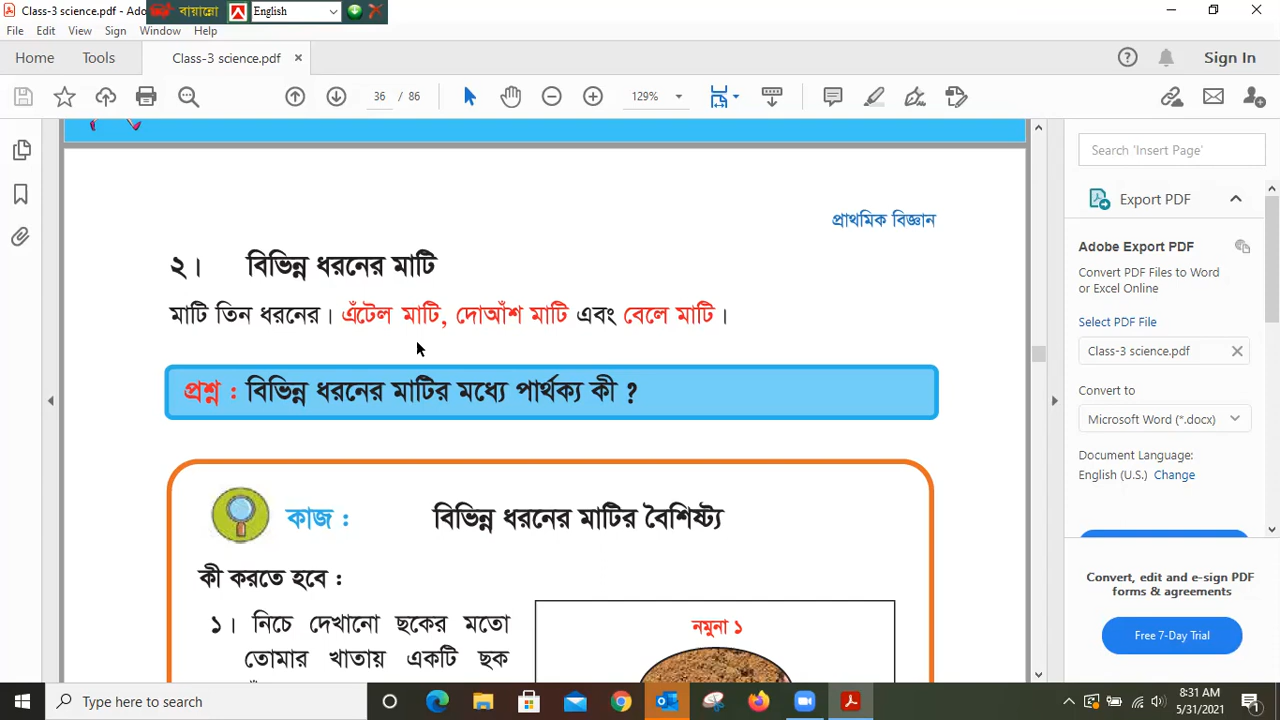 Class-3 science.pdf - Ado
বায়ান্নো
English
File Edit View Sign Window Help
Home Tools Class-3 science.pdf
Sign In
36 / 86
129%
Search 'Insert Page'
Export PDF
Adobe Export PDF
Convert PDF Files to Word
or Excel Online
Select PDF File
Class-3 science.pdf
Convert to
Microsoft Word (*.docx)
Document Language:
English (U.S.) Change
Convert, edit and e-sign PDF
forms & agreements
Free 7-Day Trial
প্রাথমিক বিজ্ঞান
২। বিভিন্ন ধরনের মাটি
মাটি তিন ধরনের। এঁটেল মাটি, দোআঁশ মাটি এবং বেলে মাটি।
প্রশ্ন : বিভিন্ন ধরনের মাটির মধ্যে পার্থক্য কী ?
কাজ : বিভিন্ন ধরনের মাটির বৈশিষ্ট্য
কী করতে হবে :
১। নিচে দেখানো ছকের মতো
তোমার খাতায় একটি ছক
নমুনা ১
Type here to search
8:31 AM
5/31/2021